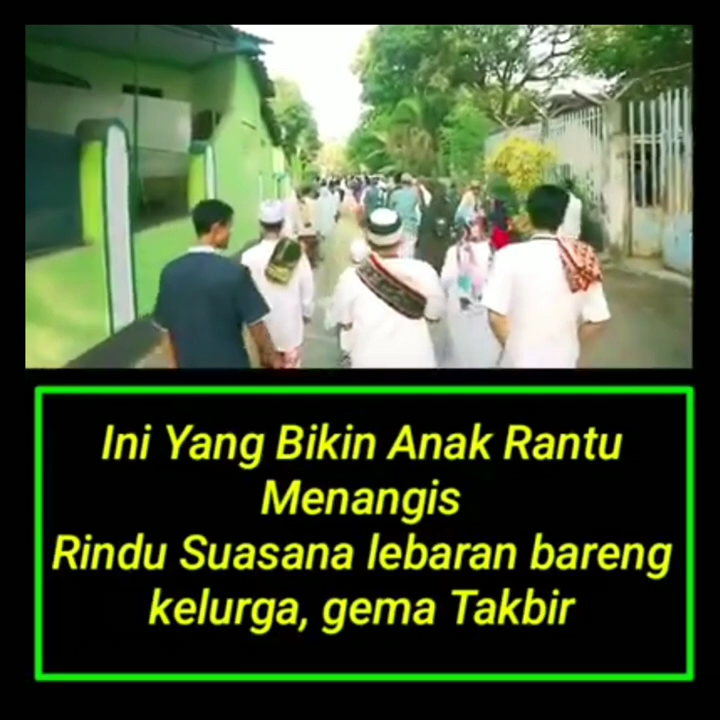 Ini Yang Bikin Anak Rantu
Menangis
Rindu Suasana lebaran bareng
kelurga, gema Takbir